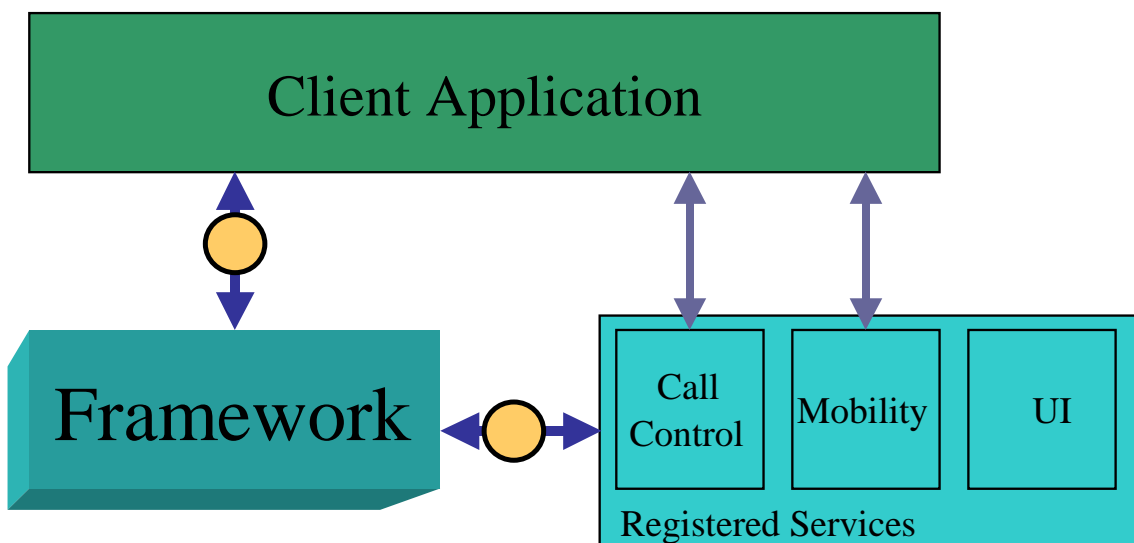 Client Application
Framework
Call
Control
Mobility
UI
Registered Services